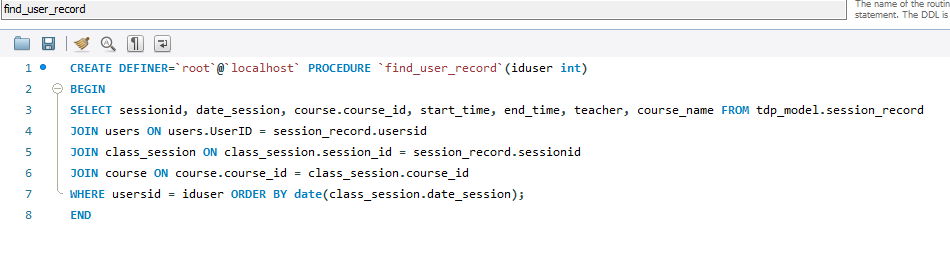 find_user_record
The name of the routin
statement. The DDL is
1 CREATE DEFINER=`root`@`localhost` PROCEDURE `find_user_record`(iduser int)
2 BEGIN
3 SELECT sessionid, date_session, course.course_id, start_time, end_time, teacher, course_name FROM tdp_model.session_record
4 JOIN users ON users.UserID = session_record.usersid
5 JOIN class_session ON class_session.session_id = session_record.sessionid
6 JOIN course ON course.course_id = class_session.course_id
7 WHERE usersid = iduser ORDER BY date(class_session.date_session);
8 END